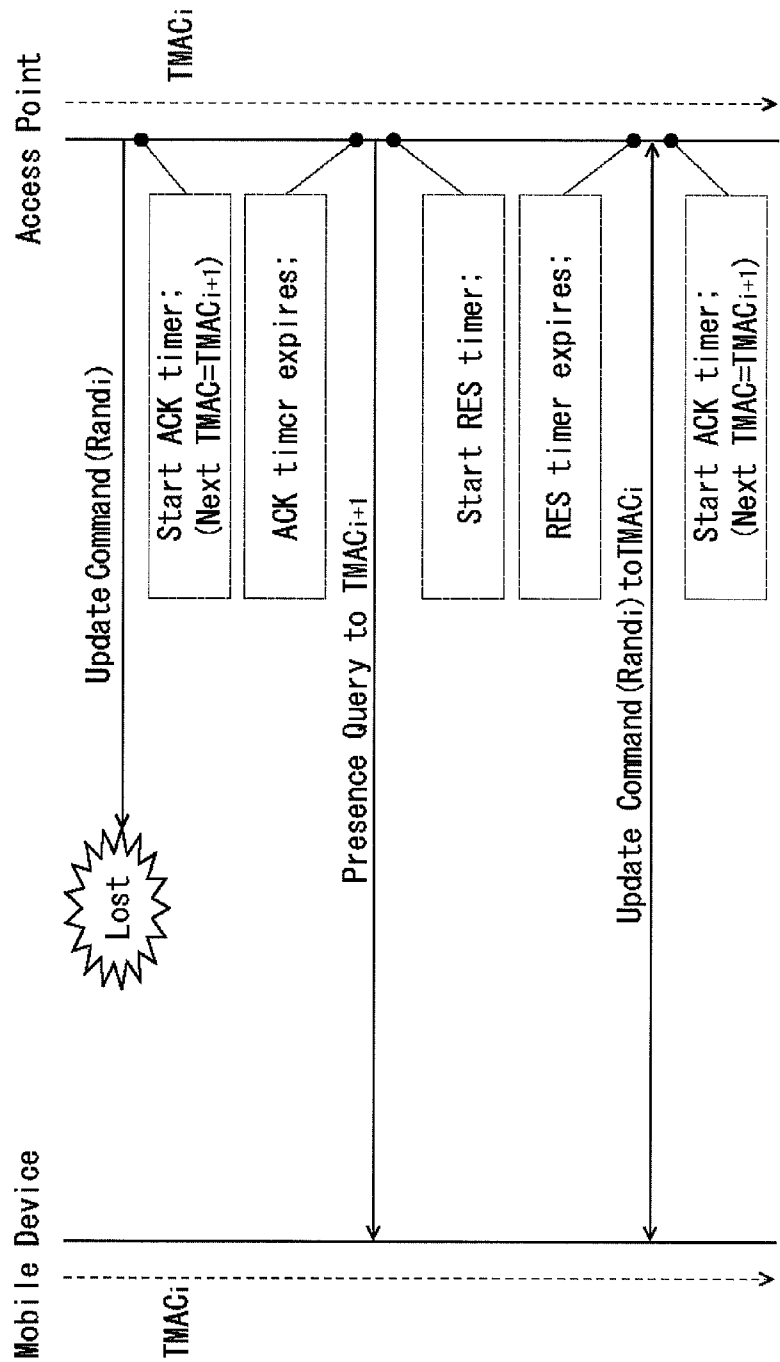 Mobile Device
Access Point
TMACi
TMACi
Update Command(Randi)
Lost
Start ACK timer;
(Next TMAC=TMACi+1)
ACK timcr expires;
Presence Query to TMACi+1
Start RES timer;
RES timer expires;
Update Command(Randi)toTMACi
Start ACK timer;
(Next TMAC=TMACi+1)